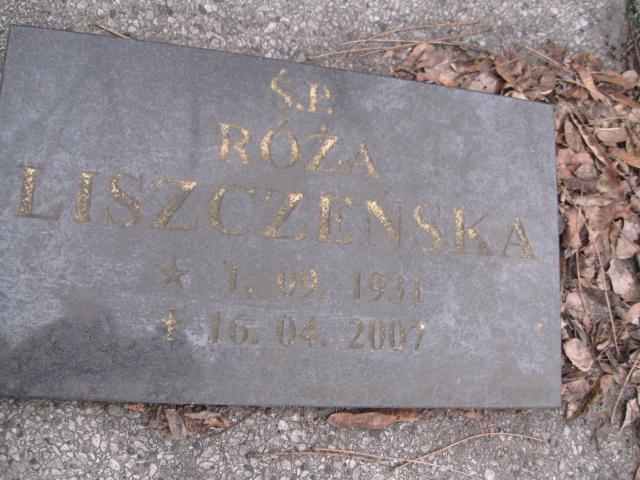 Ś.P.
RÓŻA
LISZCZEŃSKA
★ 1. 09. 1931
✝ 16. 04. 2007